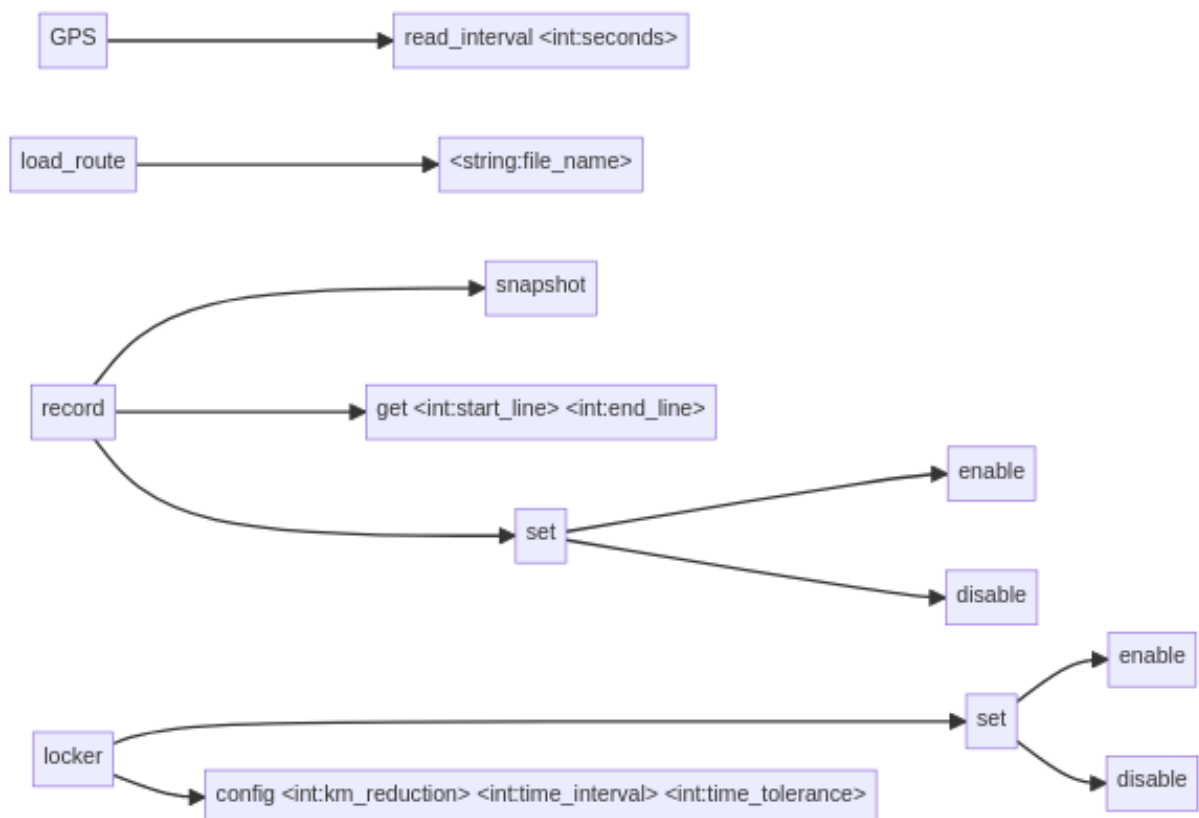 GPS
read_interval <int:seconds>
load_route
<string:file_name>
snapshot
record
get <int:start_line> <int:end_line>
enable
set
disable
enable
set
locker
disable
config <int:km_reduction> <int:time_interval> <int:time_tolerance>